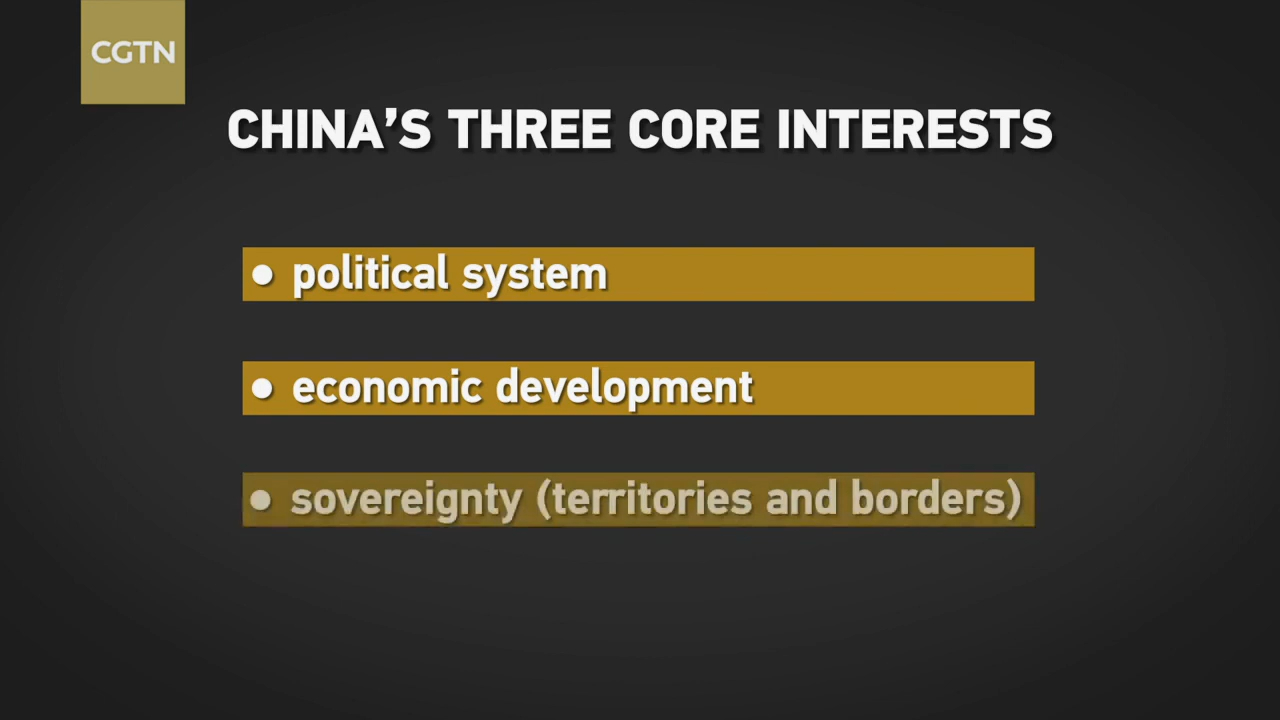 CGTN
CHINA'S THREE CORE INTERESTS
• political system
• economic development
• sovereignty (territories and borders)